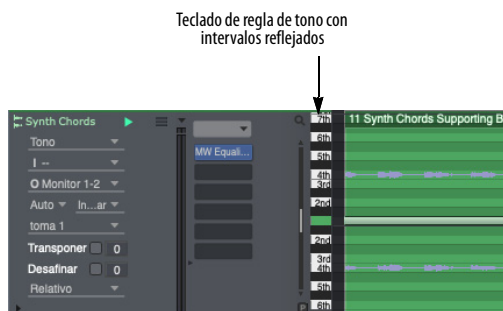 Teclado de regla de tono con
intervalos reflejados
Synth Chords
7th
11 Synth Chords Supporting B
Tono
6th
I --
MW Equali...
5th
O Monitor 1-2
4th
3rd
Auto
In...ar
2nd
toma 1
Transponer
0
2nd
Desafinar
0
3rd
4th
Relativo
5th
P
6th